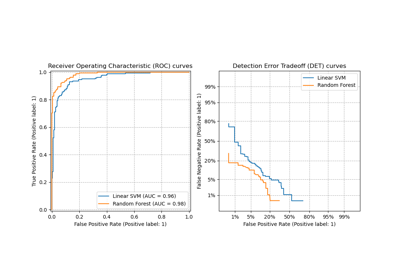 Receiver Operating Characteristic (ROC) curves
1.0
0.8
0.6
0.4
0.2
0.0
0.0 0.2 0.4 0.6 0.8 1.0
True Positive Rate (Positive label: 1)
False Positive Rate (Positive label: 1)
Linear SVM (AUC = 0.96)
Random Forest (AUC = 0.98)
Detection Error Tradeoff (DET) curves
99%
95%
80%
50%
20%
5%
1%
1% 5% 20% 50% 80% 95% 99%
False Negative Rate (Positive label: 1)
False Positive Rate (Positive label: 1)
Linear SVM
Random Forest